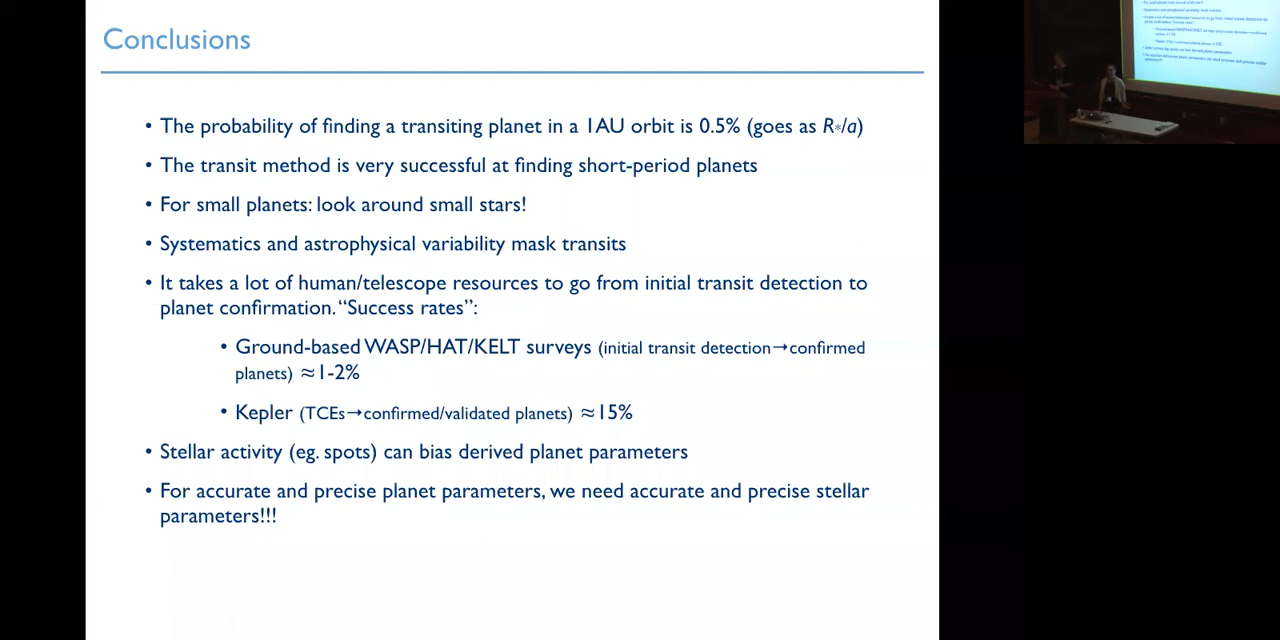 Conclusions
• The probability of finding a transiting planet in a 1AU orbit is 0.5% (goes as R*/a)
• The transit method is very successful at finding short-period planets
• For small planets: look around small stars!
• Systematics and astrophysical variability mask transits
• It takes a lot of human/telescope resources to go from initial transit detection to
planet confirmation. “Success rates”:
• Ground-based WASP/HAT/KELT surveys (initial transit detection→confirmed
planets) ≈1-2%
• Kepler (TCEs→confirmed/validated planets) ≈15%
• Stellar activity (eg. spots) can bias derived planet parameters
• For accurate and precise planet parameters, we need accurate and precise stellar
parameters!!!